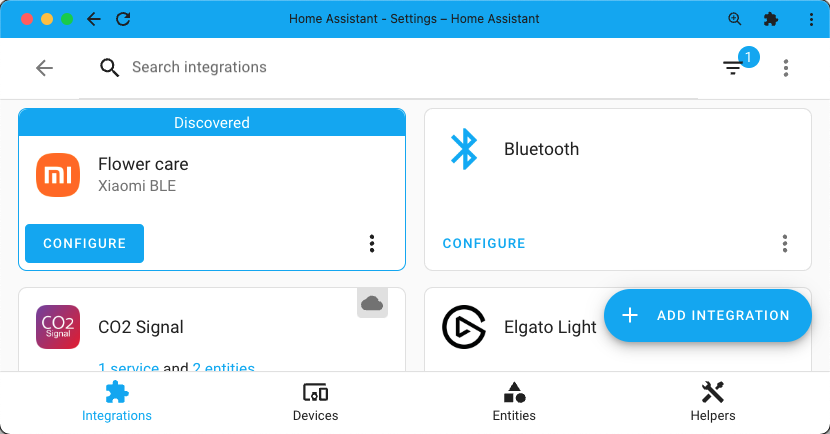 Home Assistant - Settings – Home Assistant
Search integrations
1
Discovered
Flower care
Xiaomi BLE
CONFIGURE
Bluetooth
CONFIGURE
CO2
Signal
CO2 Signal
1 service and 2 entities
Elgato Light
ADD INTEGRATION
Integrations
Devices
Entities
Helpers